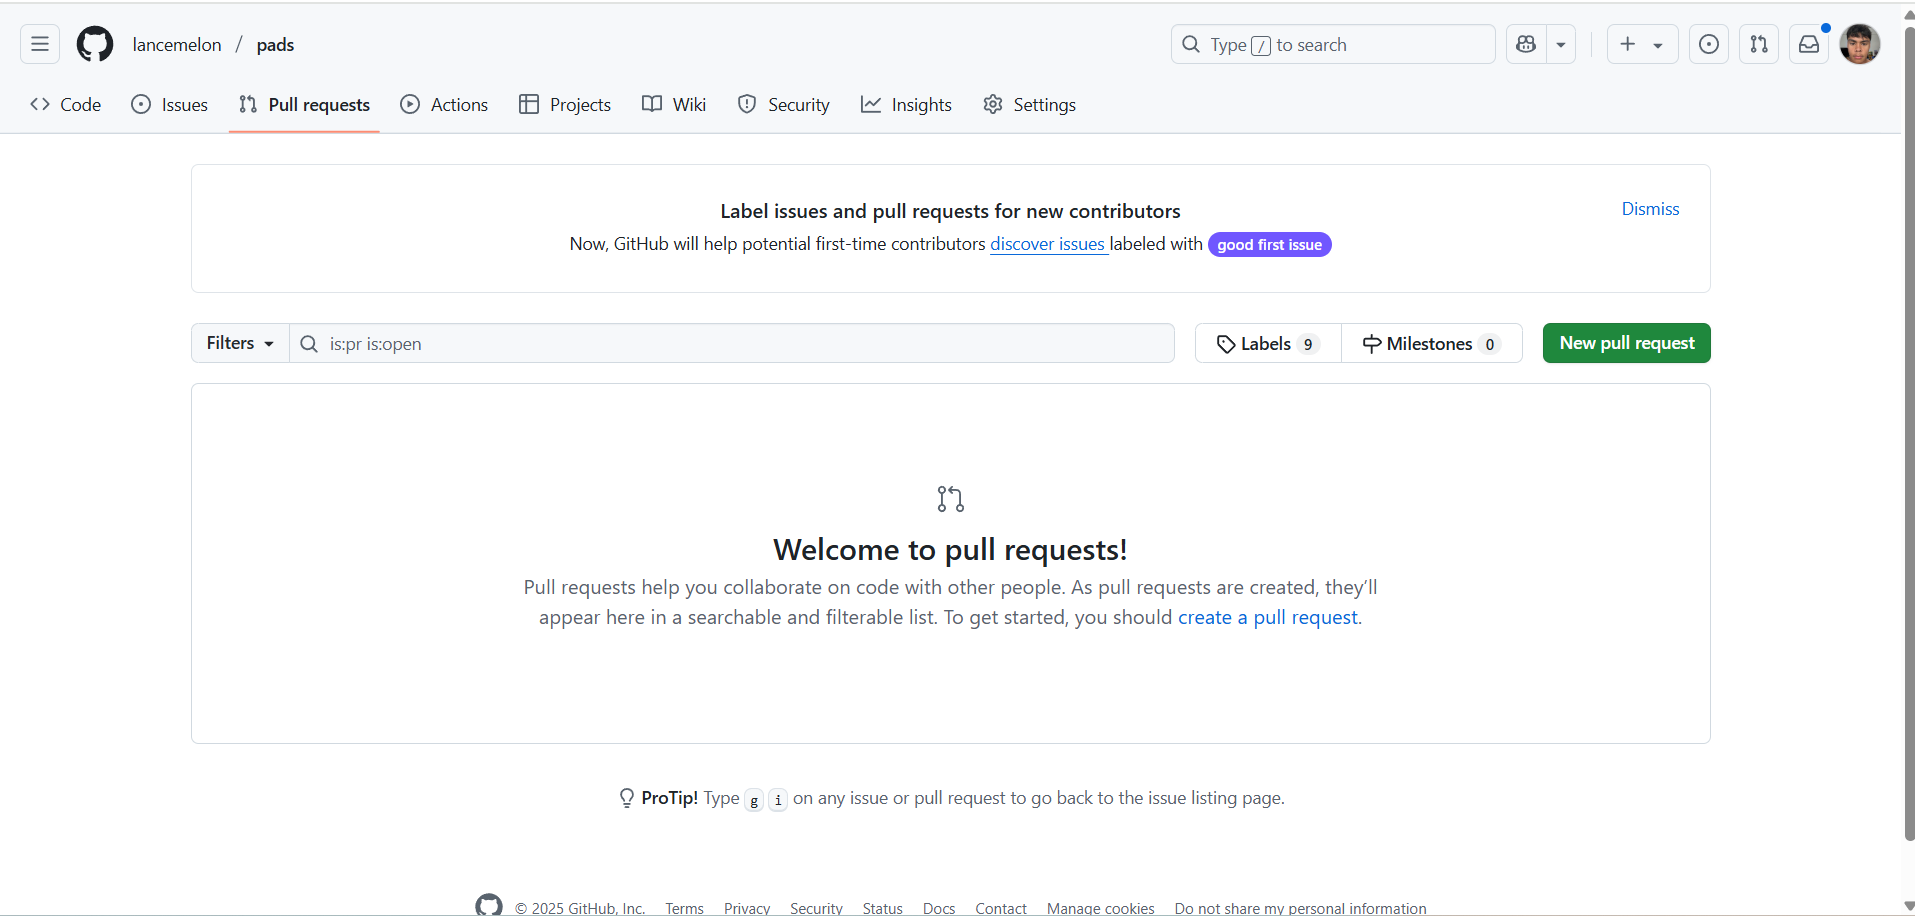 lancemelon / pads
Type / to search
Code Issues Pull requests Actions Projects Wiki Security Insights Settings
Label issues and pull requests for new contributors
Dismiss
Now, GitHub will help potential first-time contributors discover issues labeled with good first issue
Filters is:pr is:open Labels 9 Milestones 0 New pull request
Welcome to pull requests!
Pull requests help you collaborate on code with other people. As pull requests are created, they’ll
appear here in a searchable and filterable list. To get started, you should create a pull request.
ProTip! Type g i on any issue or pull request to go back to the issue listing page.
© 2025 GitHub, Inc. Terms Privacy Security Status Docs Contact Manage cookies Do not share my personal information